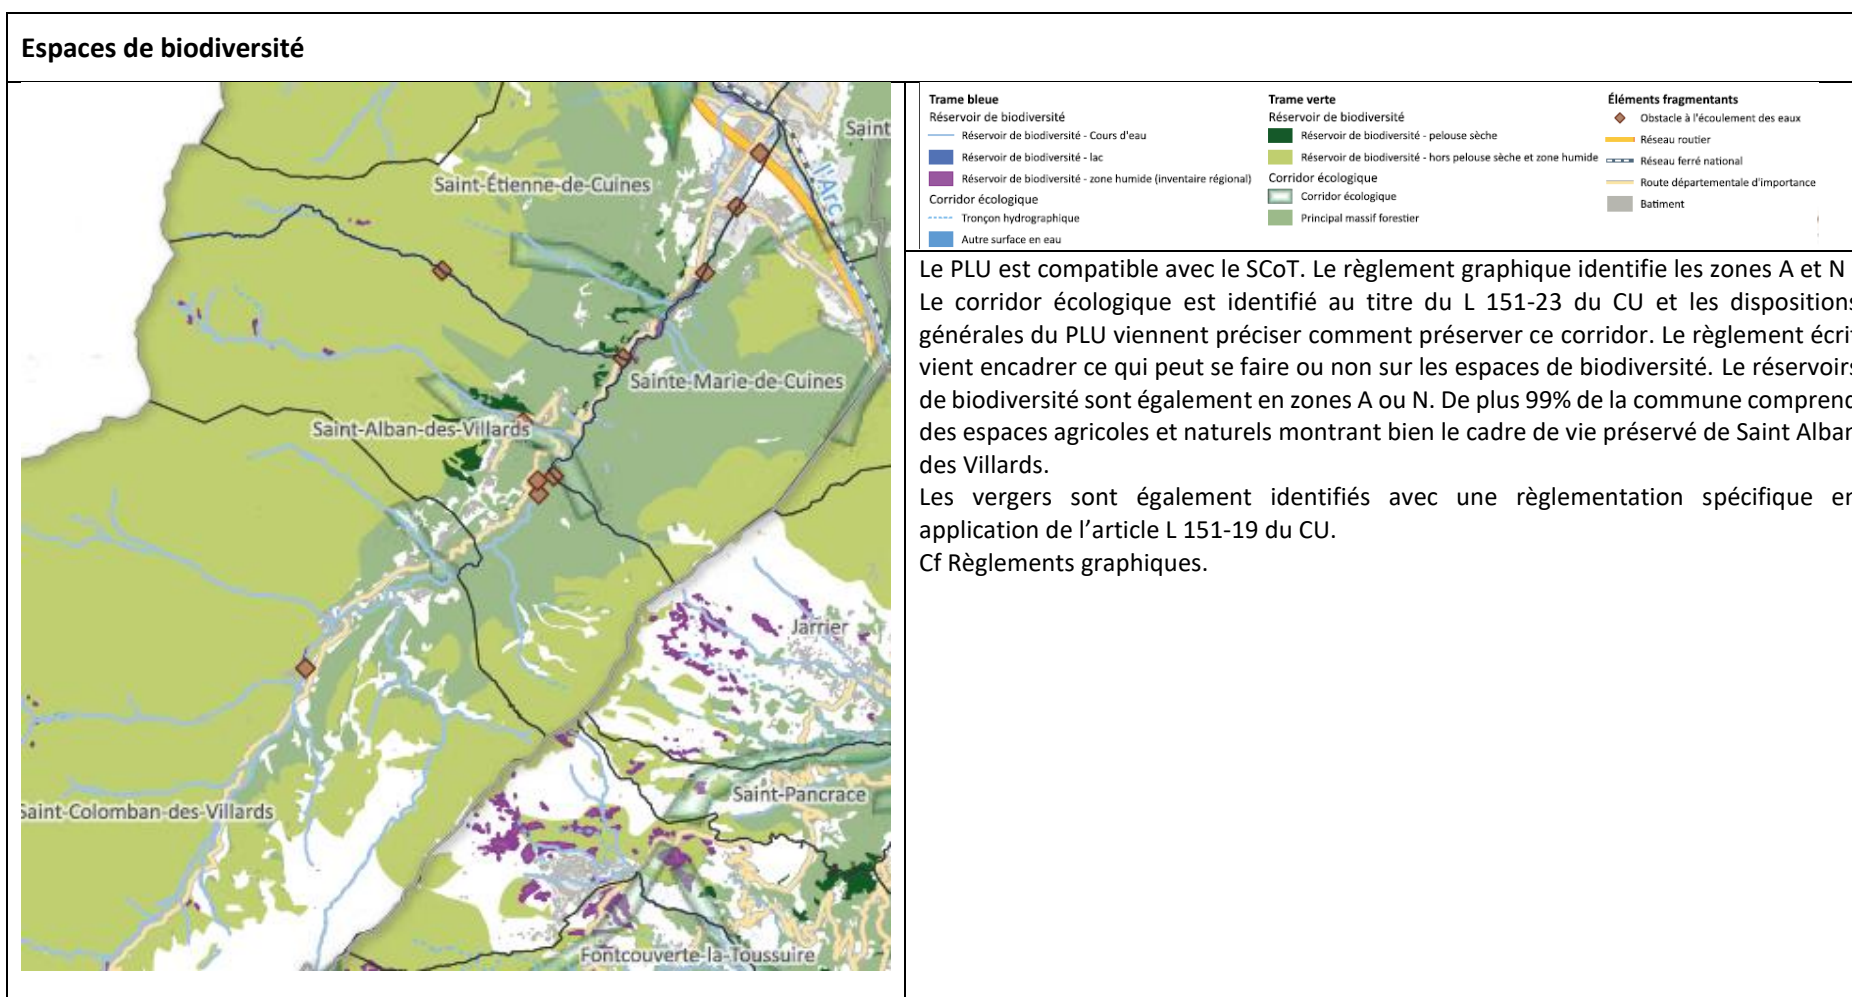 Espaces de biodiversité
Saint
Saint-Étienne-de-Cuines
l'Arc
Sainte-Marie-de-Cuines
Saint-Alban-des-Villards
Jarrier
Saint-Pancrace
Saint-Colomban-des-Villards
Fontcouverte-la-Toussuire
Trame bleue
Réservoir de biodiversité
Réservoir de biodiversité - Cours d'eau
Réservoir de biodiversité - lac
Réservoir de biodiversité - zone humide (inventaire régional)
Corridor écologique
Tronçon hydrographique
Autre surface en eau
Trame verte
Réservoir de biodiversité
Réservoir de biodiversité - pelouse sèche
Réservoir de biodiversité - hors pelouse sèche et zone humide
Corridor écologique
Corridor écologique
Principal massif forestier
Éléments fragmentants
Obstacle à l'écoulement des eaux
Réseau routier
Réseau ferré national
Route départementale d'importance
Batiment
Le PLU est compatible avec le SCoT. Le règlement graphique identifie les zones A et N
Le corridor écologique est identifié au titre du L 151-23 du CU et les dispositions
générales du PLU viennent préciser comment préserver ce corridor. Le règlement écrit
vient encadrer ce qui peut se faire ou non sur les espaces de biodiversité. Le réservoirs
de biodiversité sont également en zones A ou N. De plus 99% de la commune comprend
des espaces agricoles et naturels montrant bien le cadre de vie préservé de Saint Alban
des Villards.
Les vergers sont également identifiés avec une règlementation spécifique en
application de l'article L 151-19 du CU.
Cf Règlements graphiques.